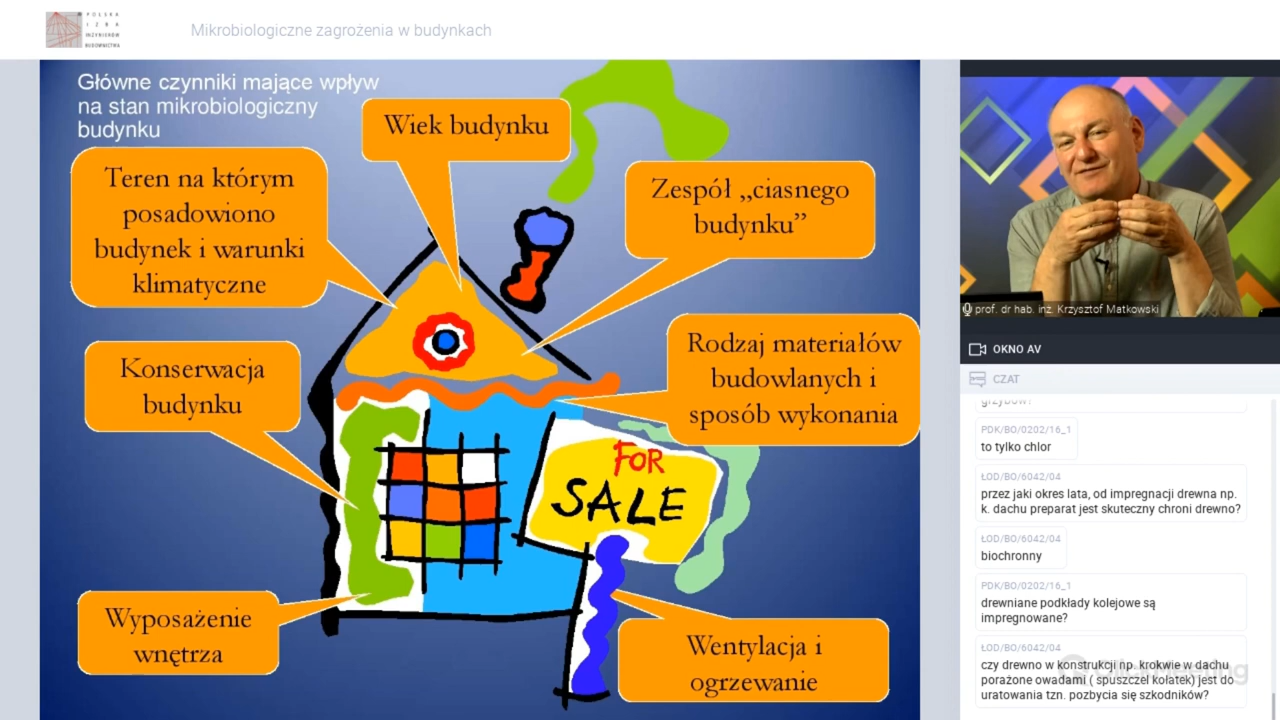 POLSKA
IZBA
INŻYNIERÓW
BUDOWNICTWA
Mikrobiologiczne zagrożenia w budynkach
Główne czynniki mające wpływ
na stan mikrobiologiczny
budynku
Wiek budynku
Teren na którym
posadowiono
budynek i warunki
klimatyczne
Zespół „ciasnego
budynku”
Konserwacja
budynku
Rodzaj materiałów
budowlanych i
sposób wykonania
FOR
SALE
Wyposażenie
wnętrza
Wentylacja i
ogrzewanie
prof. dr hab. inż. Krzysztof Matkowski
OKNO AV
CZAT
grzybów?
PDK/BO/0202/16_1
to tylko chlor
ŁOD/BO/6042/04
przez jaki okres lata, od impregnacji drewna np.
k. dachu preparat jest skuteczny chroni drewno?
ŁOD/BO/6042/04
biochronny
PDK/BO/0202/16_1
drewniane podkłady kolejowe są
impregnowane?
ŁOD/BO/6042/04
czy drewno w konstrukcji np. krokwie w dachu
porażone owadami ( spuszczel kołatek) jest do
uratowania tzn. pozbycia się szkodników?